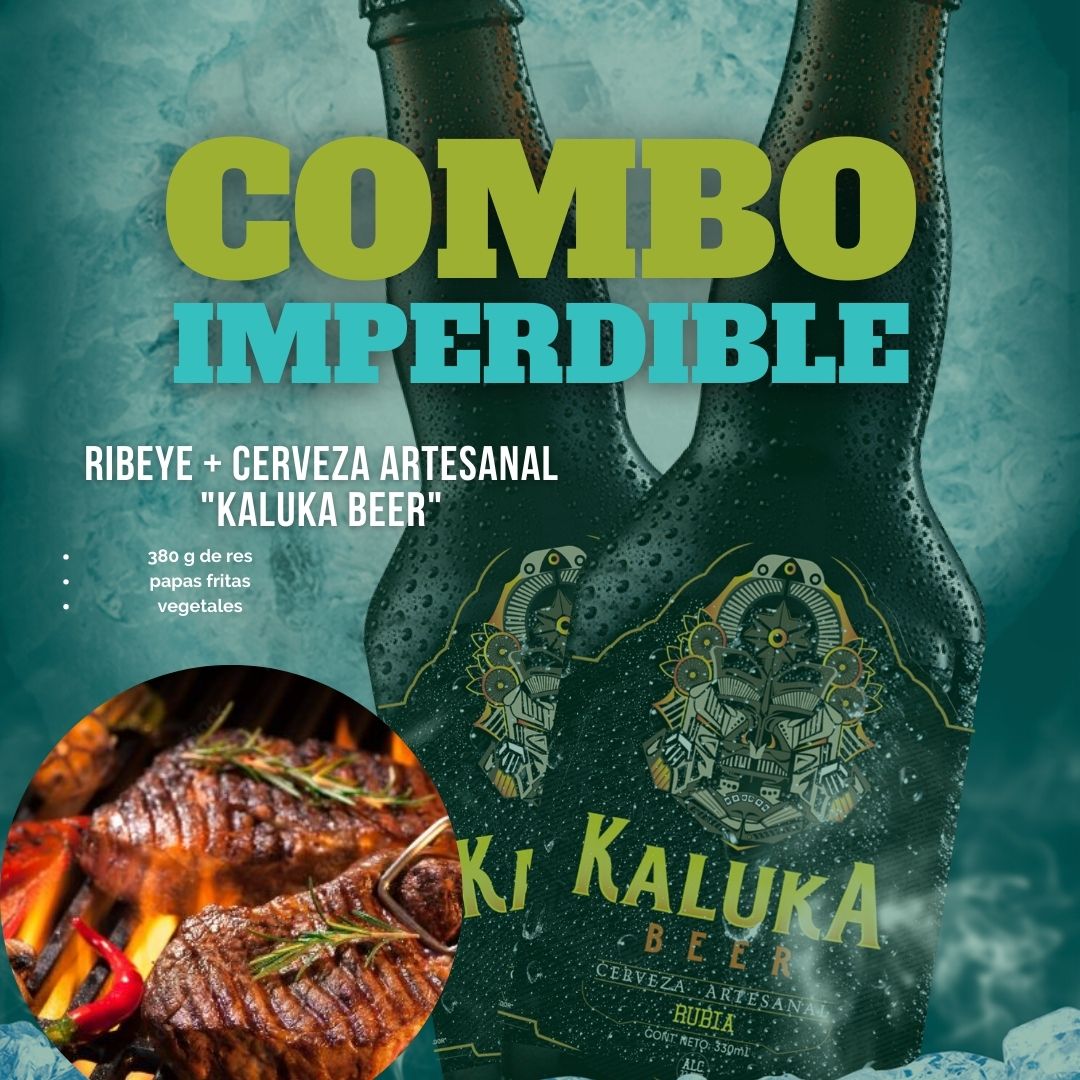 COMBO
IMPERDIBLE
RIBEYE + CERVEZA ARTESANAL
"KALUKA BEER"
• 380 g de res
• papas fritas
• vegetales
KALUKA
BEER
CERVEZA ARTESANAL
RUBIA
CONT. NETO: 330ml
ALC.